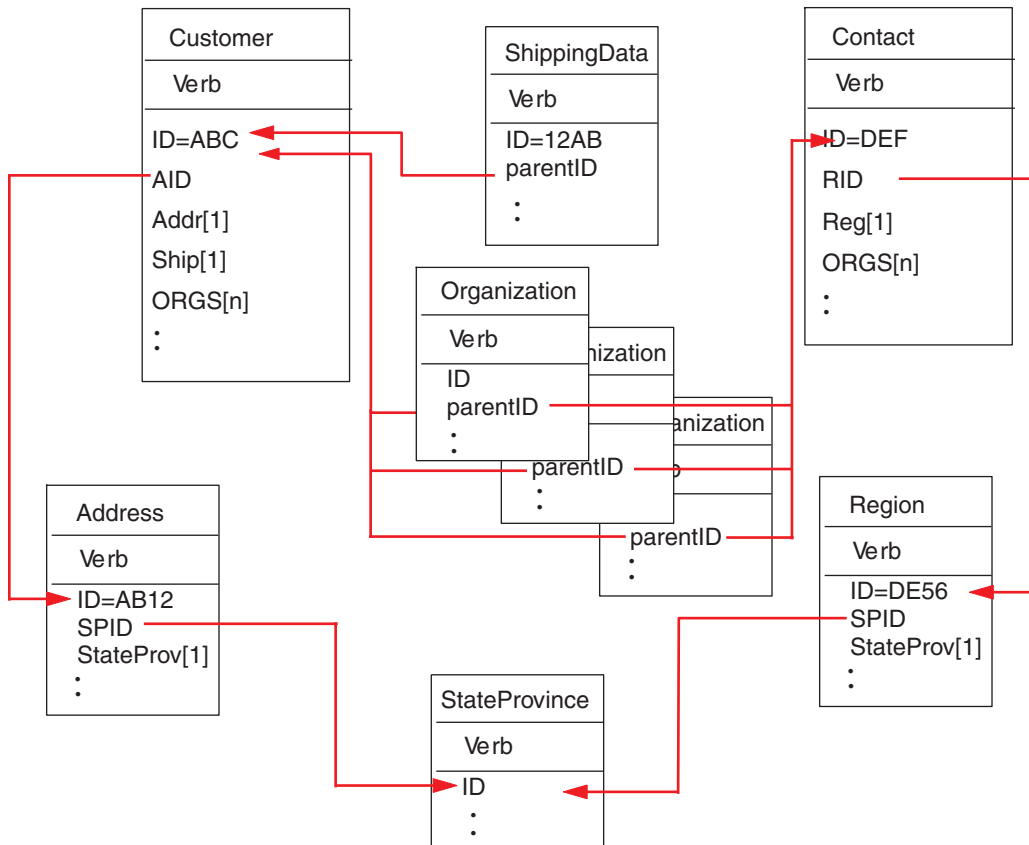 Customer
Verb
ID=ABC
AID
Addr[1]
Ship[1]
ORGS[n]
:
ShippingData
Verb
ID=12AB
parentID
:
Contact
Verb
ID=DEF
RID
Reg[1]
ORGS[n]
:
Organization
Verb
ID
parentID
:
nization
parentID
:
anization
parentID
:
Address
Verb
ID=AB12
SPID
StateProv[1]
:
Region
Verb
ID=DE56
SPID
StateProv[1]
:
StateProvince
Verb
ID
: